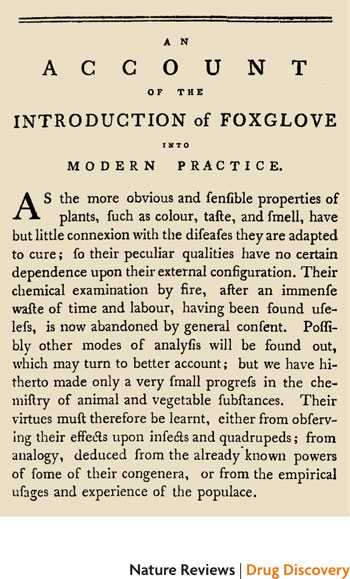 AN
ACCOUNT
OF THE
INTRODUCTION of FOXGLOVE
INTO
MODERN PRACTICE.
AS the more obvious and ſenſible properties of
plants, ſuch as colour, taſte, and ſmell, have
but little connexion with the diſeaſes they are adapted
to cure; ſo their peculiar qualities have no certain
dependence upon their external configuration. Their
chemical examination by fire, after an immenſe
waſte of time and labour, having been found uſe-
leſs, is now abandoned by general conſent. Poſſi-
bly other modes of analyſis will be found out,
which may turn to better account; but we have hi-
therto made only a very ſmall progreſs in the che-
miſtry of animal and vegetable ſubſtances. Their
virtues muſt therefore be learnt, either from obſerv-
ing their effects upon inſects and quadrupeds; from
analogy, deduced from the already known powers
of ſome of their congenera, or from the empirical
uſages and experience of the populace.
Nature Reviews | Drug Discovery